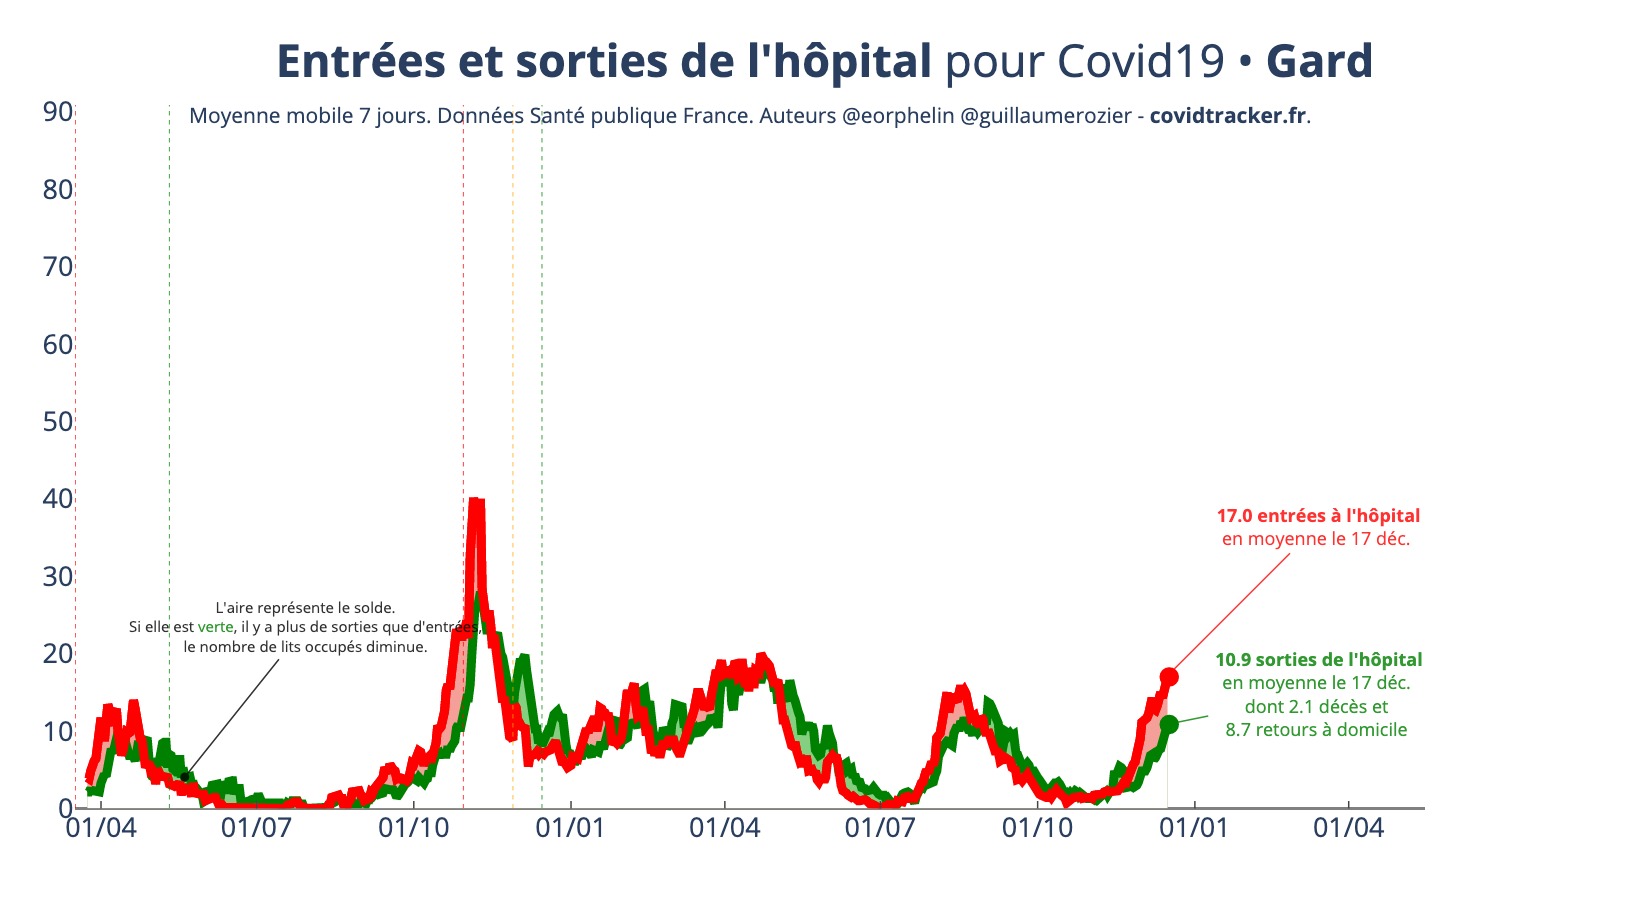 Entrées et sorties de l'hôpital pour Covid19 • Gard
Moyenne mobile 7 jours. Données Santé publique France. Auteurs @eorphelin @guillaumerozier - covidtracker.fr.
90
80
70
60
50
40
30
20
10
0
L'aire représente le solde.
Si elle est verte, il y a plus de sorties que d'entrées,
le nombre de lits occupés diminue.
17.0 entrées à l'hôpital
en moyenne le 17 déc.
10.9 sorties de l'hôpital
en moyenne le 17 déc.
dont 2.1 décès et
8.7 retours à domicile
01/04 01/07 01/10 01/01 01/04 01/07 01/10 01/01 01/04